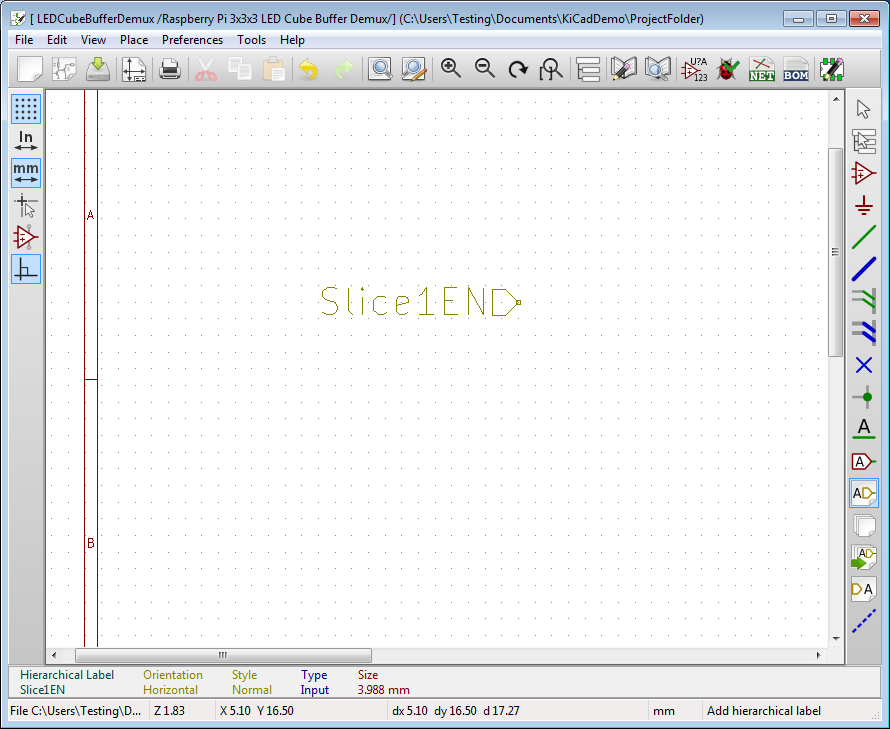 [ LEDCubeBufferDemux /Raspberry Pi 3x3x3 LED Cube Buffer Demux/] (C:\Users\Testing\Documents\KiCadDemo\ProjectFolder)
File Edit View Place Preferences Tools Help
U?A
123
NET
BOM
In
mm
A
Slice1EN
B
A
A
AD
AD
A
Hierarchical Label Orientation Style Type Size
Slice1EN Horizontal Normal Input 3.988 mm
File C:\Users\Testing\D... Z 1.83 X 5.10 Y 16.50 dx 5.10 dy 16.50 d 17.27 mm Add hierarchical label